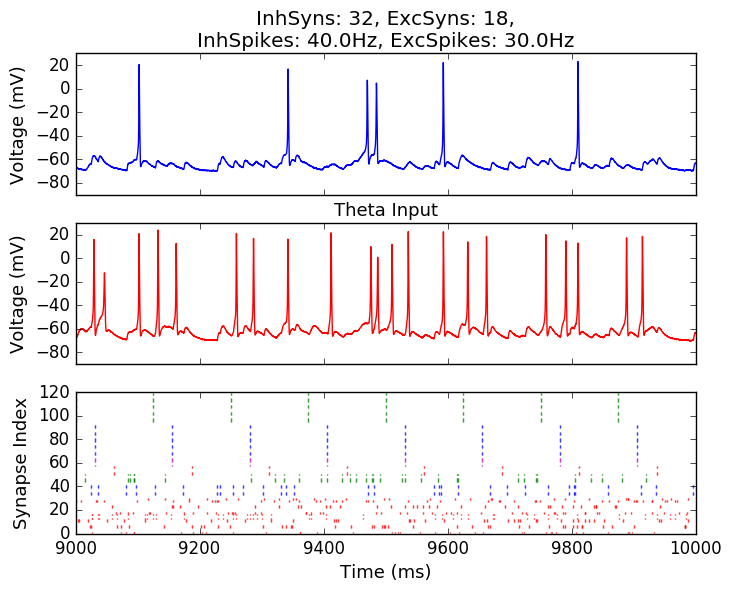 InhSyns: 32, ExcSyns: 18,
InhSpikes: 40.0Hz, ExcSpikes: 30.0Hz
20
0
−20
−40
−60
−80
Voltage (mV)
Theta Input
20
0
−20
−40
−60
−80
Voltage (mV)
120
100
80
60
40
20
0
Synapse Index
9000 9200 9400 9600 9800 10000
Time (ms)